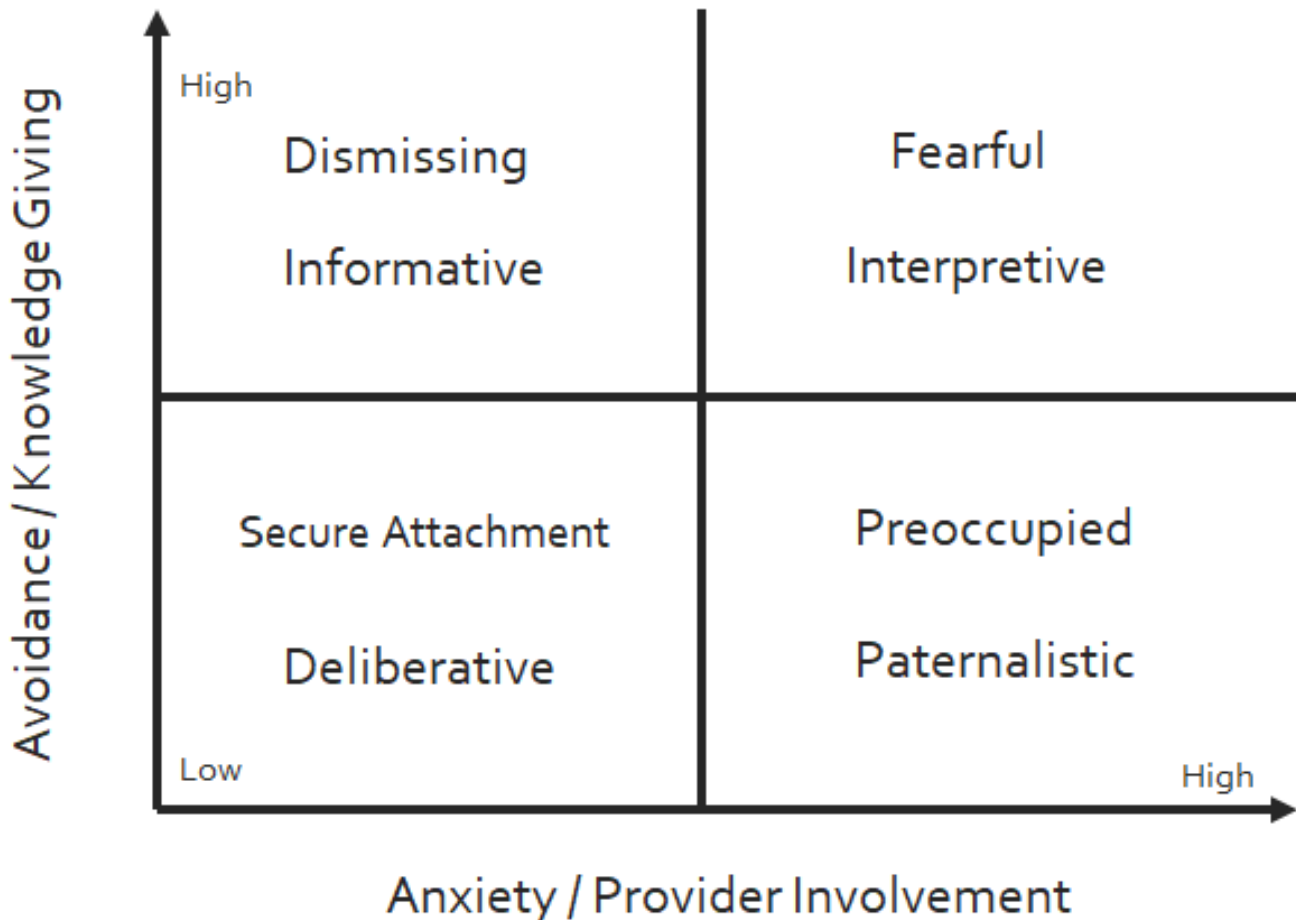 Avoidance / Knowledge Giving
High
Dismissing
Informative
Fearful
Interpretive
Secure Attachment
Deliberative
Preoccupied
Paternalistic
Low
High
Anxiety / Provider Involvement